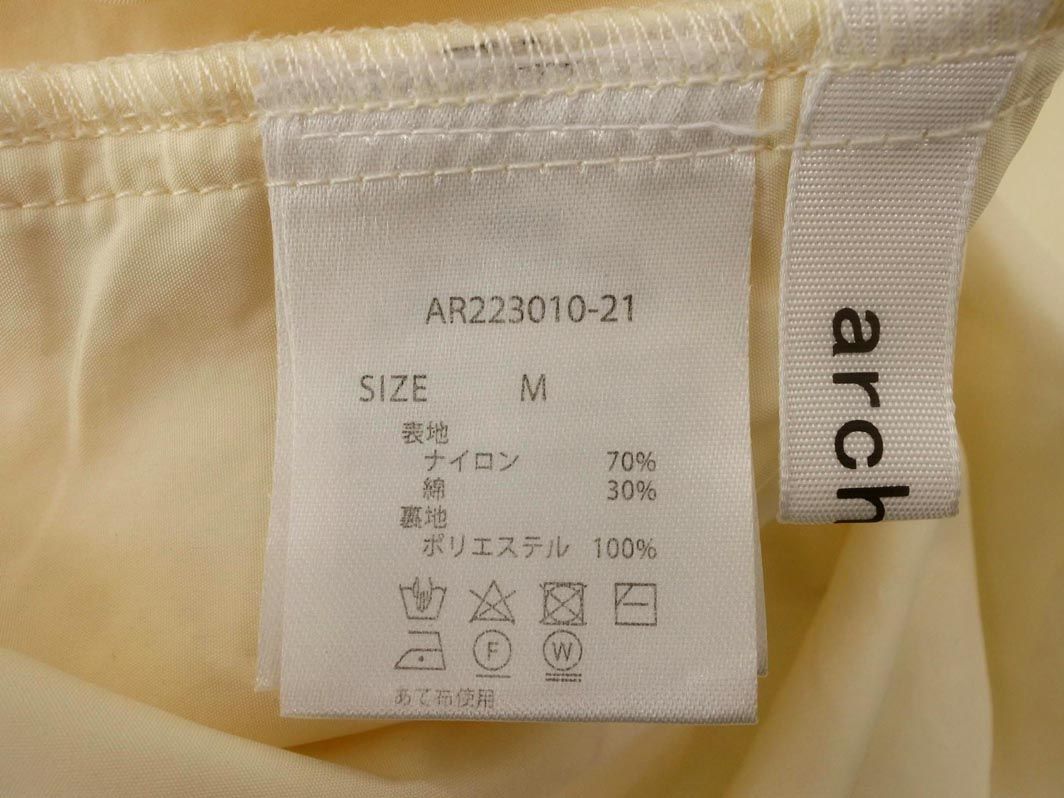 AR223010-21
SIZE M
表地
ナイロン 70%
綿 30%
裏地
ポリエステル 100%
F W
あて布使用
arch